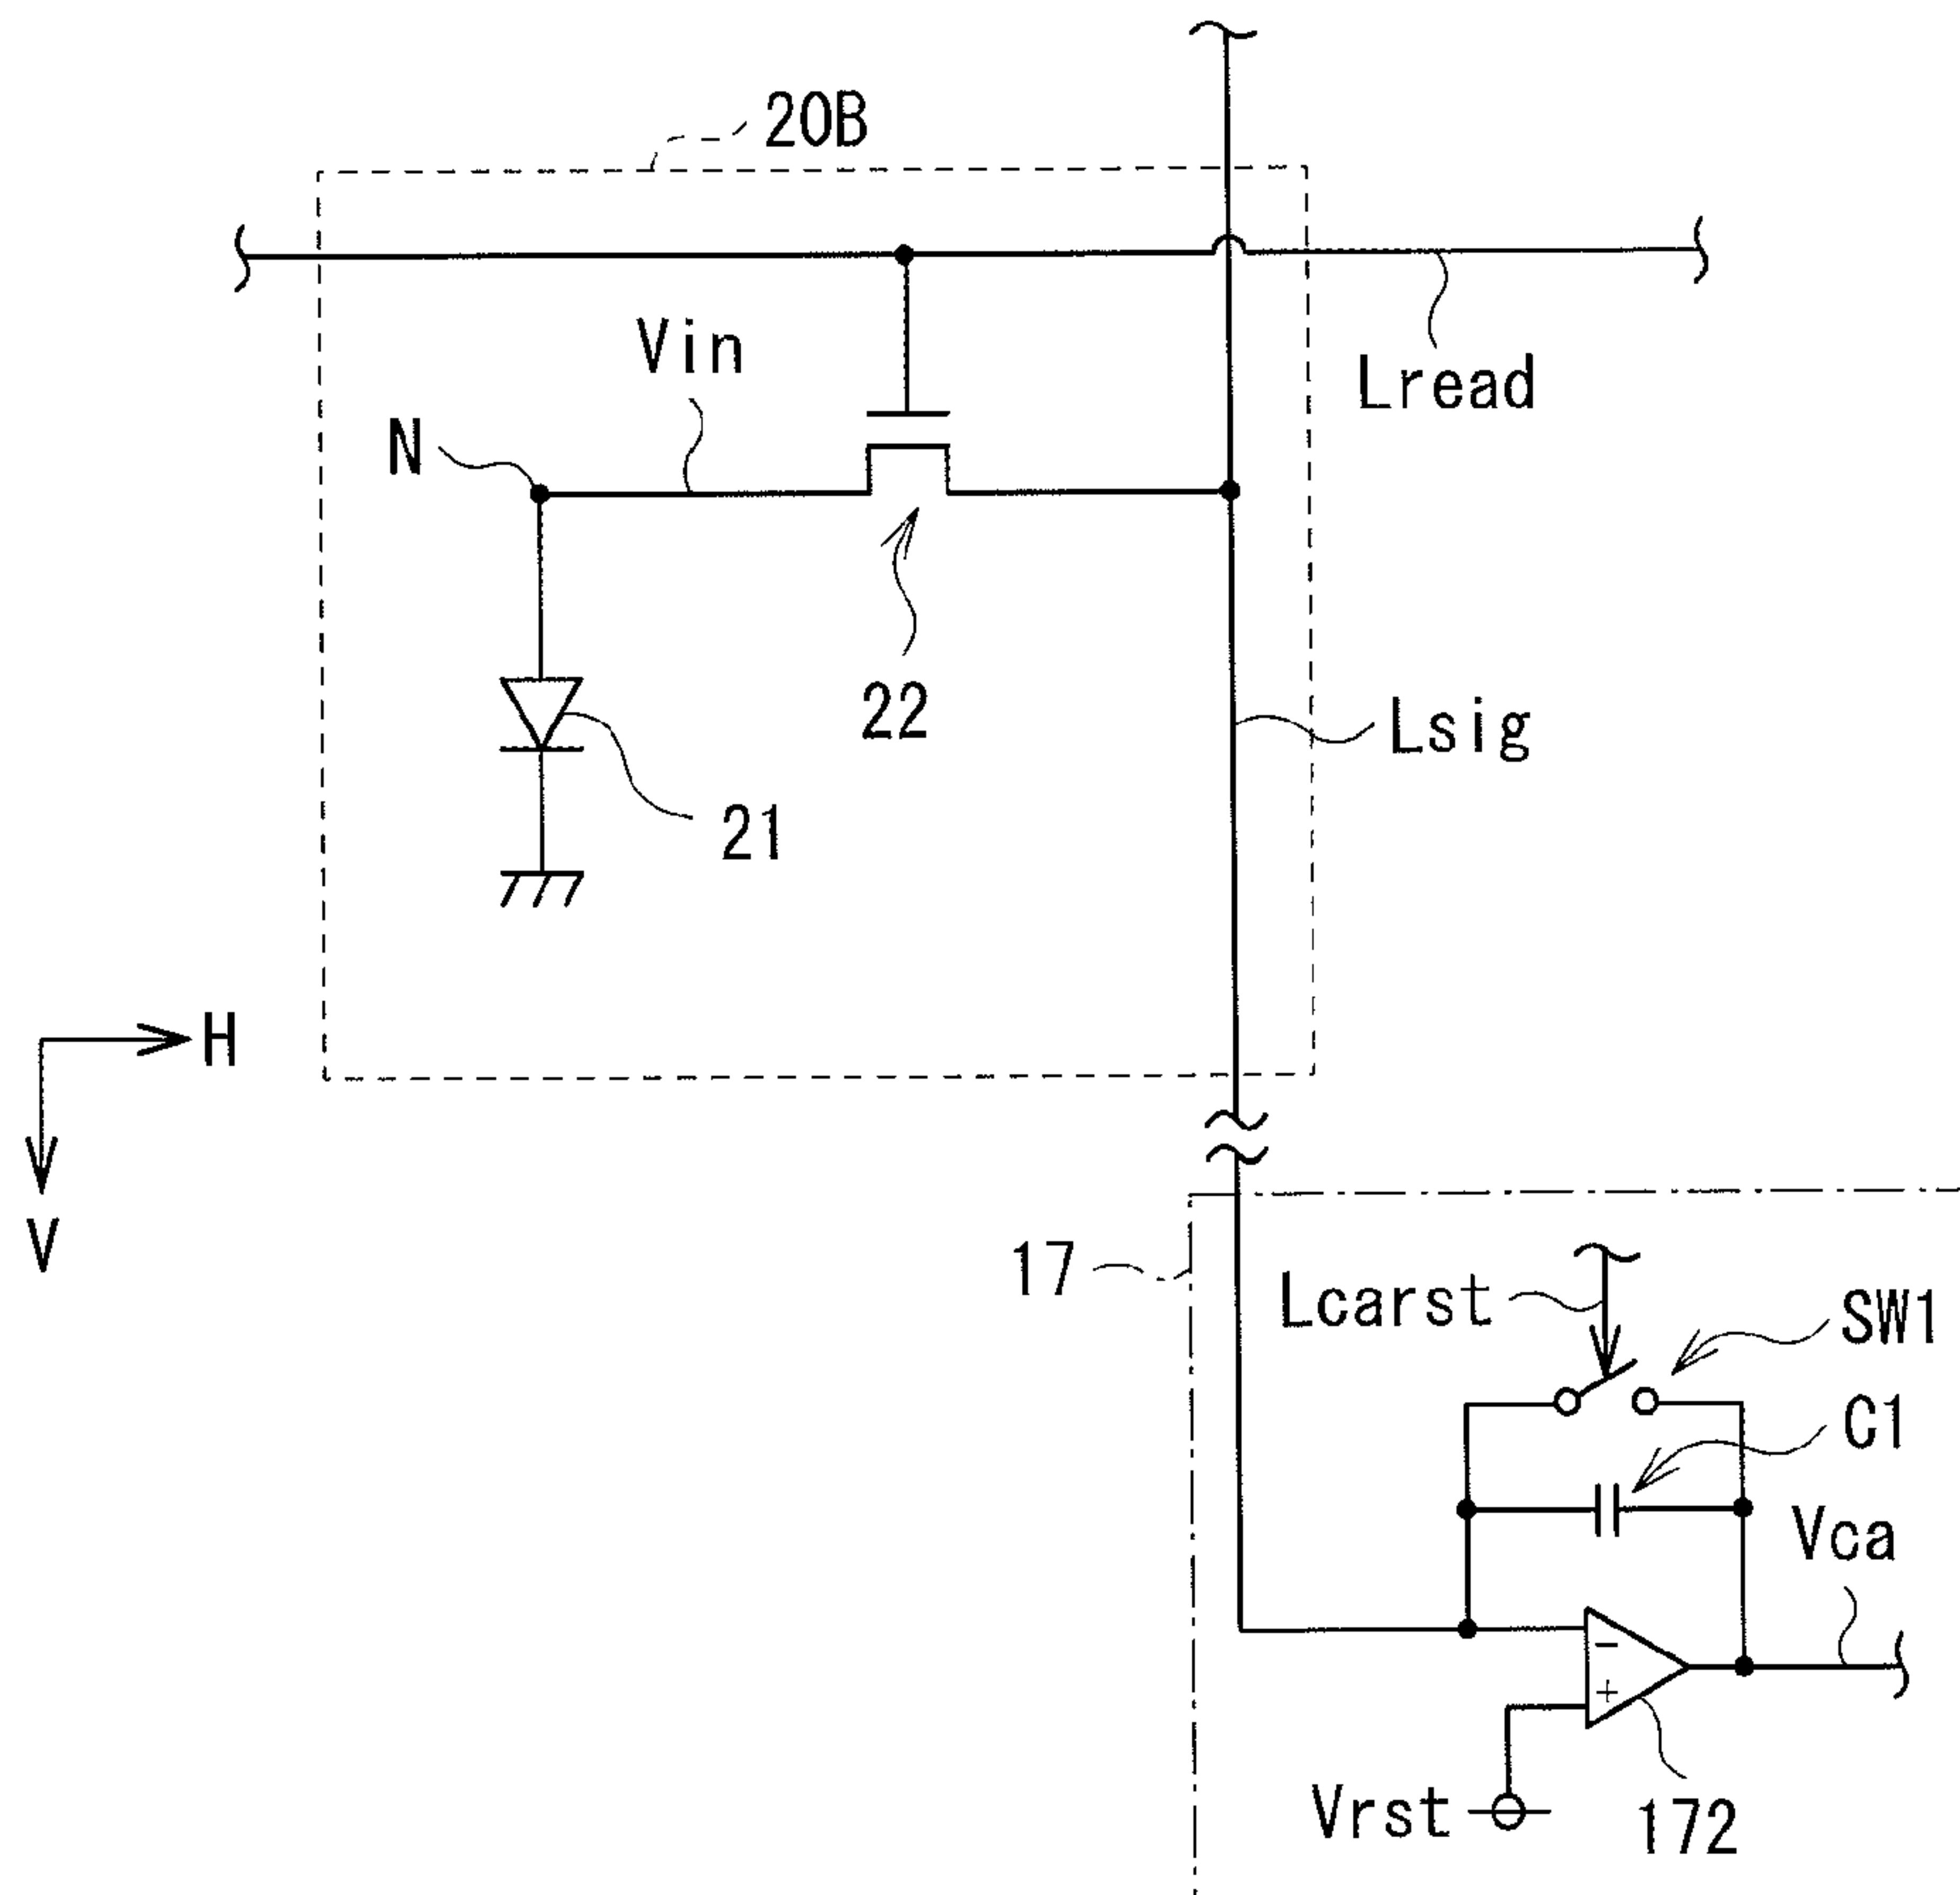 20B
Vin
Lread
N
22
Lsig
21
H
V
17
Lcarst
SW1
C1
Vca
−
+
Vrst
172